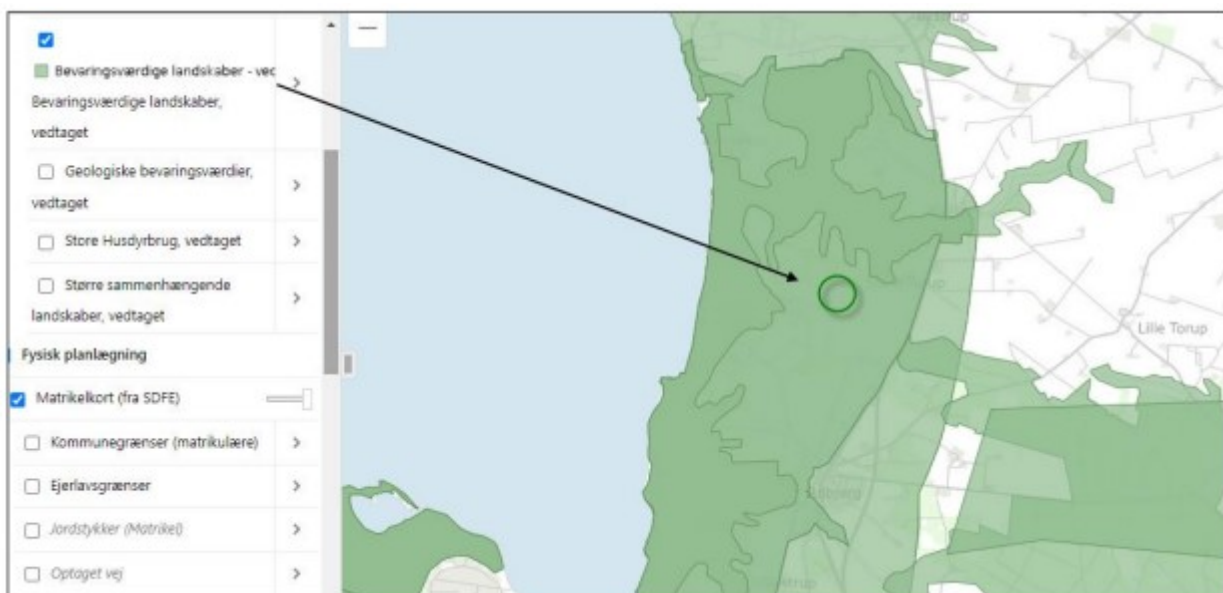 Bevaringsværdige landskaber - ved
Bevaringsværdige landskaber,
vedtaget
Geologiske bevaringsværdier,
vedtaget
Store Husdyrbrug, vedtaget
Større sammenhængende
landskaber, vedtaget
Fysisk planlægning
Matrikelkort (fra SDFE)
Kommunegrænser (matrikulære)
Ejerlavsgrænser
Jordstykker (Matrikel)
Optaget vej
Lille Torup